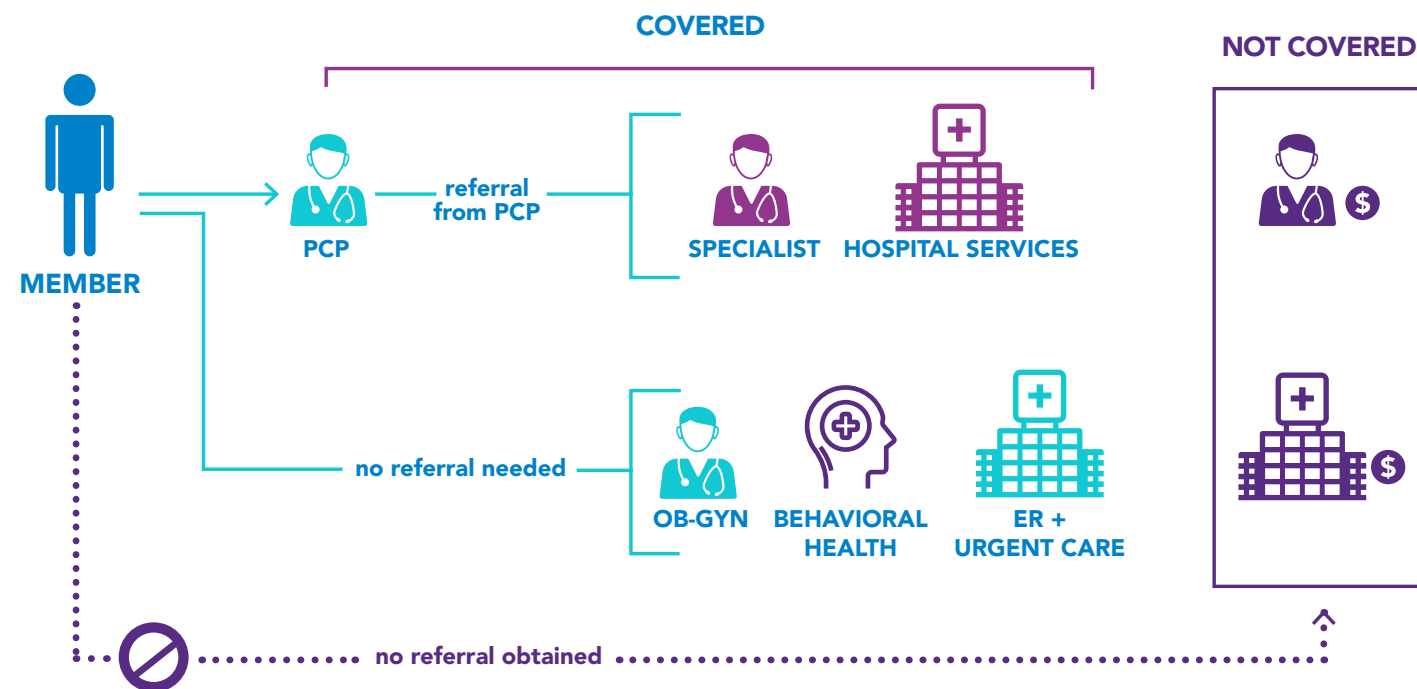 COVERED
NOT COVERED
referral
from PCP
PCP
SPECIALIST
HOSPITAL SERVICES
$
MEMBER
no referral needed
$
OB-GYN
BEHAVIORAL
HEALTH
ER +
URGENT CARE
no referral obtained